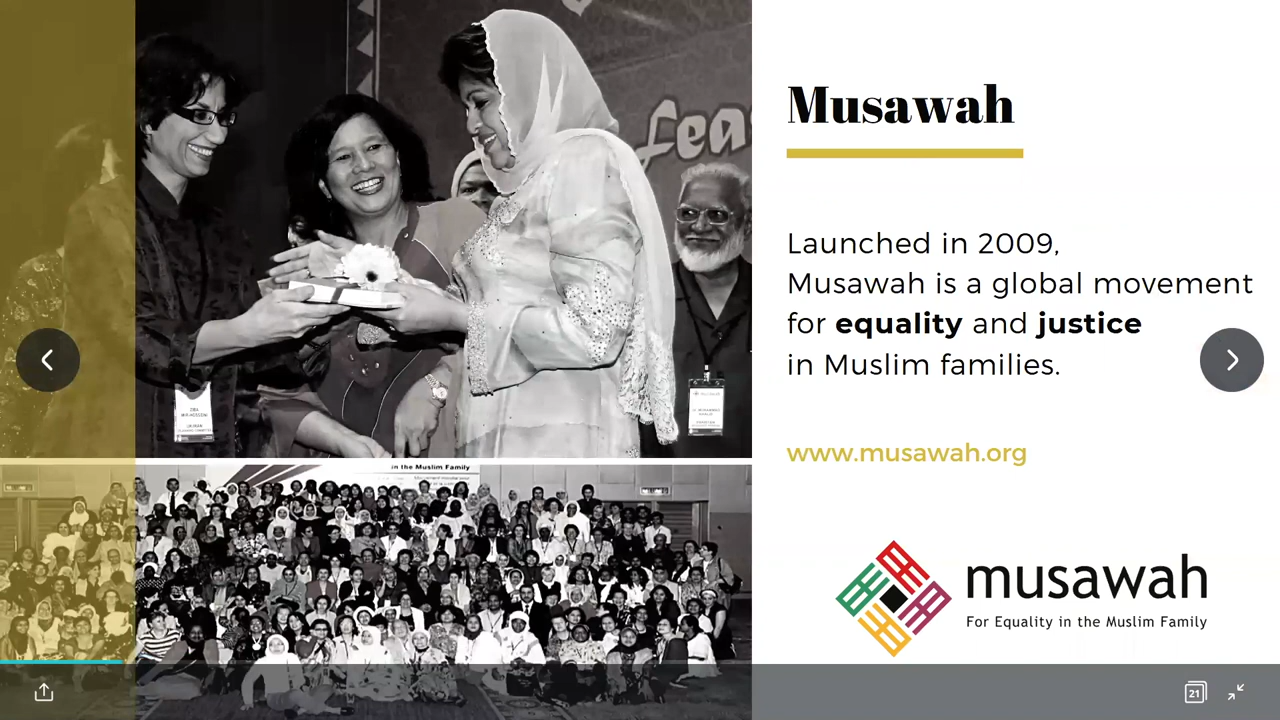 Musawah
Launched in 2009,
Musawah is a global movement
for equality and justice
in Muslim families.
www.musawah.org
musawah
For Equality in the Muslim Family
in the Muslim Family
21